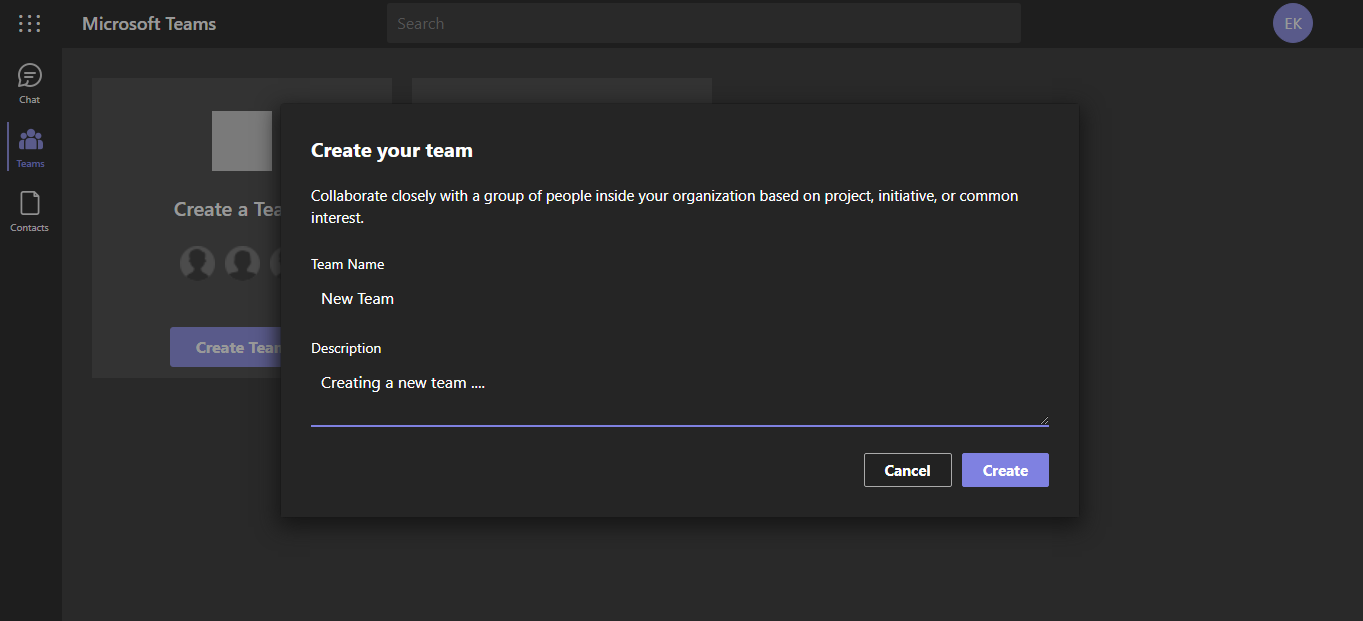 Microsoft Teams
Search
EK
Chat
Teams
Contacts
Create a Tea
Create Team
Create your team
Collaborate closely with a group of people inside your organization based on project, initiative, or common
interest.
Team Name
New Team
Description
Creating a new team ....
Cancel
Create